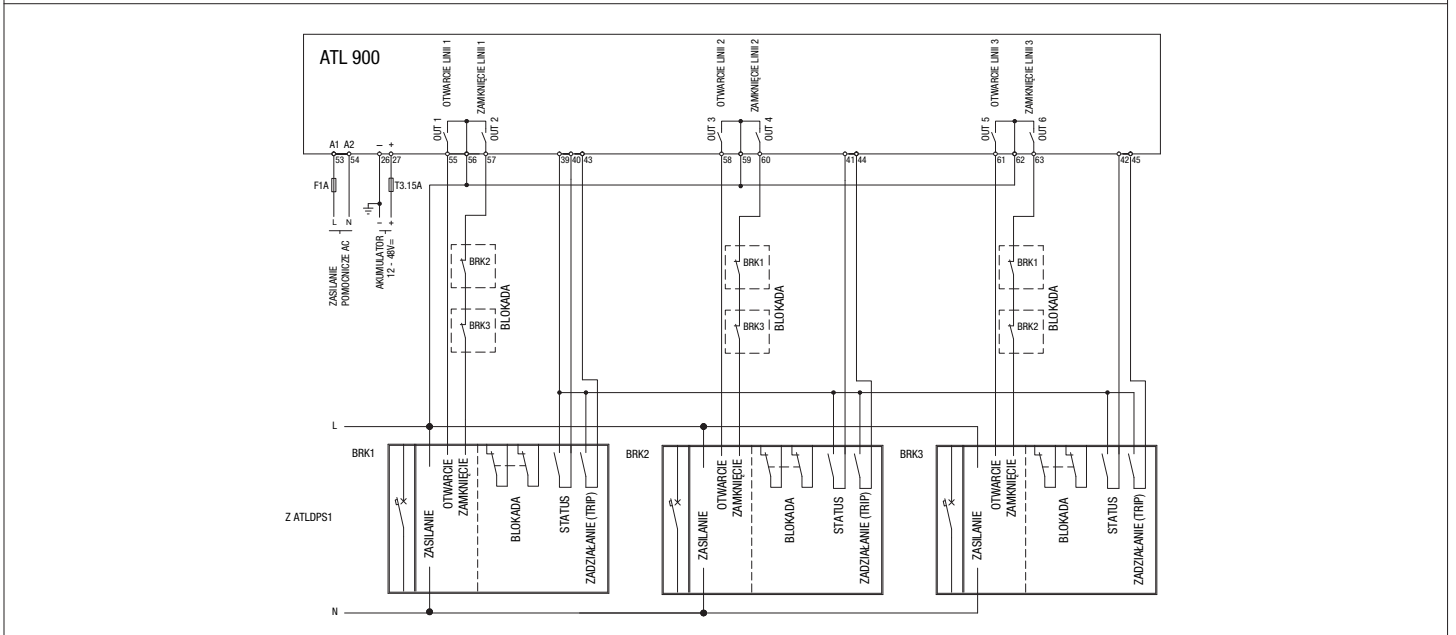 ATL 900
OTWARCIE LINII 1
ZAMKNIĘCIE LINII 1
OTWARCIE LINII 2
ZAMKNIĘCIE LINII 2
OTWARCIE LINII 3
ZAMKNIĘCIE LINII 3
OUT 1
OUT 2
OUT 3
OUT 4
OUT 5
OUT 6
A1 A2 – +
53 54 26 27 55 56 57 39 40 43 58 59 60 41 44 61 62 63 42 45
F1A
T3.15A
L N – +
ZASILANIE
POMOCNICZE AC
AKUMULATOR
12 - 48V=
BRK2
BRK3
BLOKADA
BRK1
BRK3
BLOKADA
BRK1
BRK2
BLOKADA
L
BRK1
ZASILANIE
OTWARCIE
ZAMKNIĘCIE
BLOKADA
STATUS
ZADZIAŁANIE (TRIP)
BRK2
ZASILANIE
OTWARCIE
ZAMKNIĘCIE
BLOKADA
STATUS
ZADZIAŁANIE (TRIP)
BRK3
ZASILANIE
OTWARCIE
ZAMKNIĘCIE
BLOKADA
STATUS
ZADZIAŁANIE (TRIP)
Z ATLDPS1
N